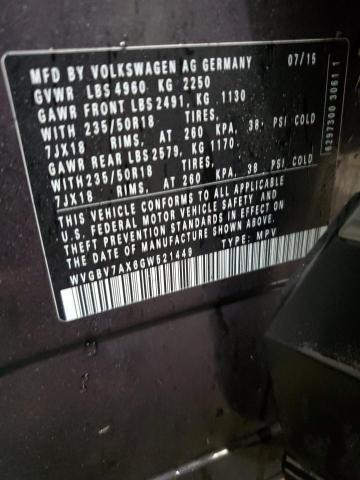 MFD BY VOLKSWAGEN AG GERMANY 07/15
GVWR LBS 4960 KG 2250
GAWR FRONT LBS 2491, KG 1130
WITH 235/50R18 TIRES,
7JX18 RIMS, AT 260 KPA, 38, PSI COLD
GAWR REAR LBS 2579, KG 1170,
WITH 235/50R18 TIRES,
7JX18 RIMS, AT 260 KPA, 38 PSI COLD
THIS VEHICLE CONFORMS TO ALL APPLICABLE
U.S. FEDERAL MOTOR VEHICLE SAFETY AND
THEFT PREVENTION STANDARDS IN EFFECT ON
THE DATE OF MANUFACTURE SHOWN ABOVE.
WVGBV7AX6GW521449 TYPE: MPV